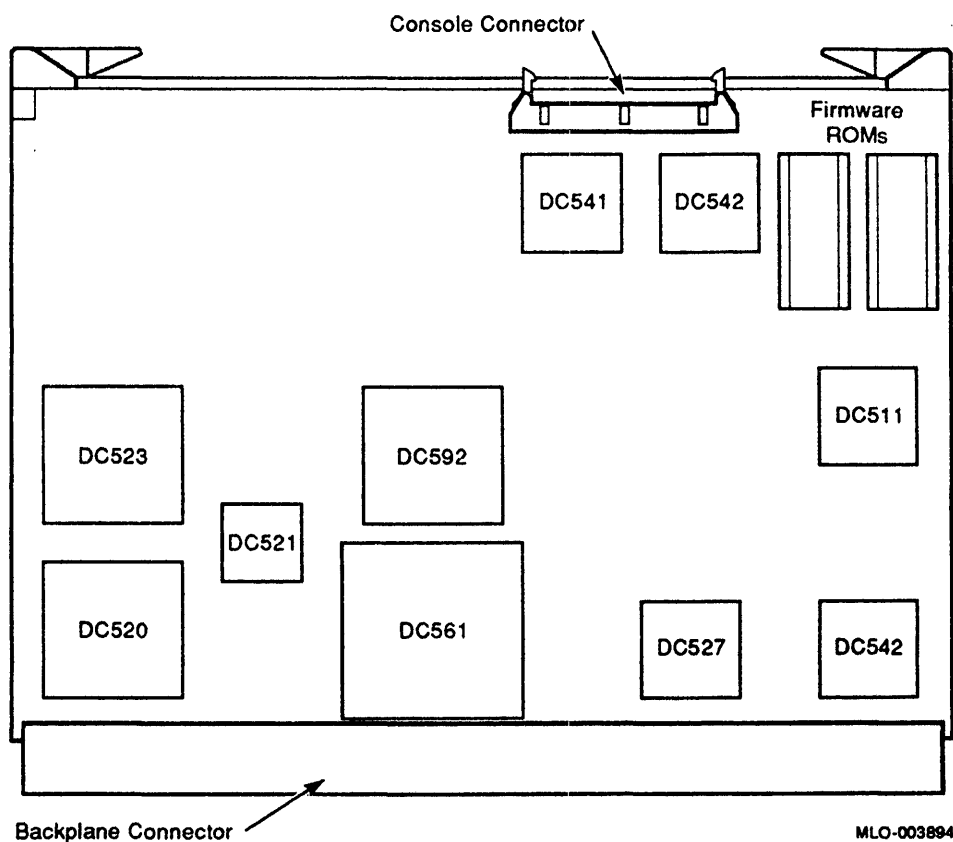 Console Connector
Firmware
ROMs
DC541
DC542
DC511
DC523
DC592
DC521
DC520
DC561
DC527
DC542
Backplane Connector
MLO-003894